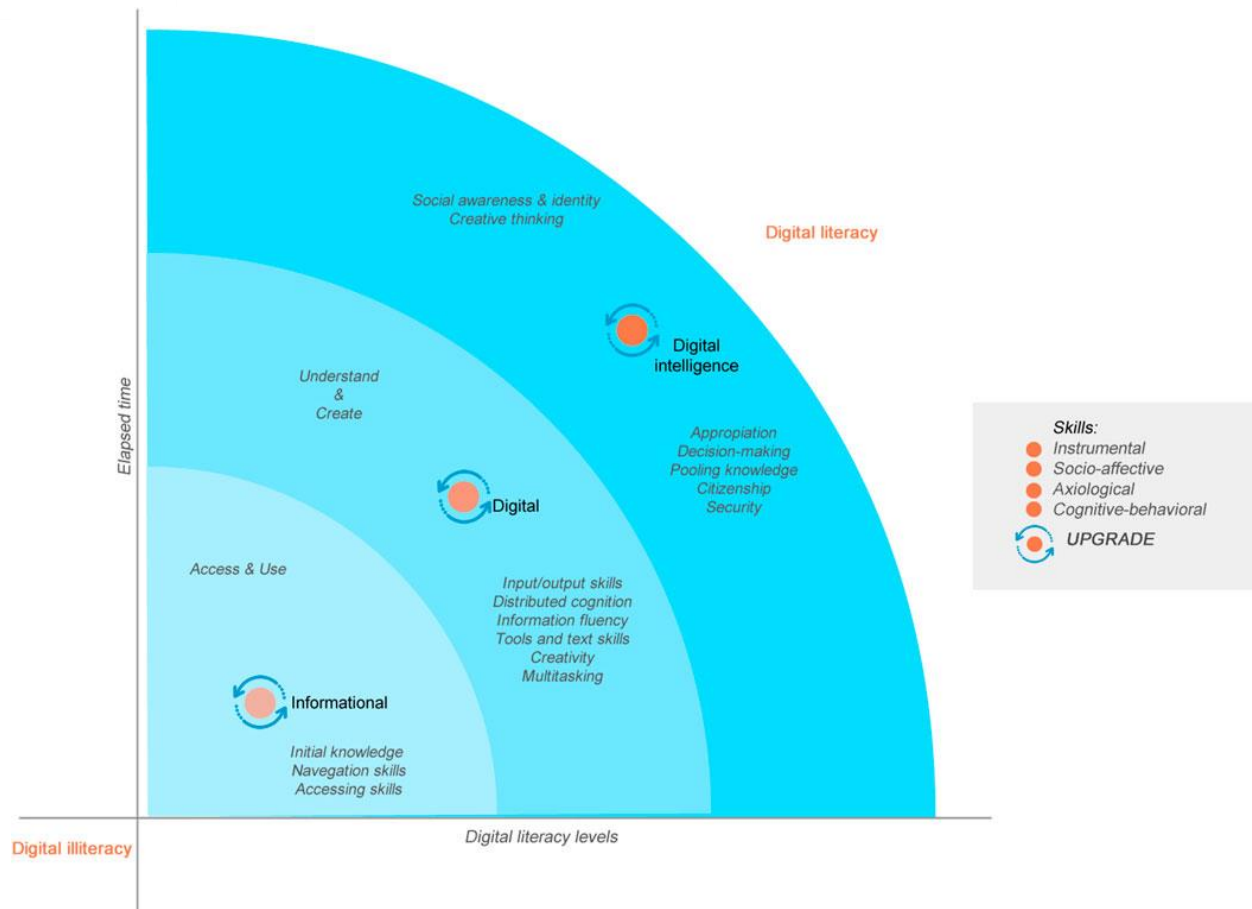 Social awareness & identity
Creative thinking
Digital literacy
Digital
intelligence
Understand
&
Create
Elapsed time
Appropiation
Decision-making
Pooling knowledge
Citizenship
Security
Skills:
Instrumental
Socio-affective
Axiological
Cognitive-behavioral
UPGRADE
Digital
Access & Use
Input/output skills
Distributed cognition
Information fluency
Tools and text skills
Creativity
Multitasking
Informational
Initial knowledge
Navegation skills
Accessing skills
Digital literacy levels
Digital illiteracy